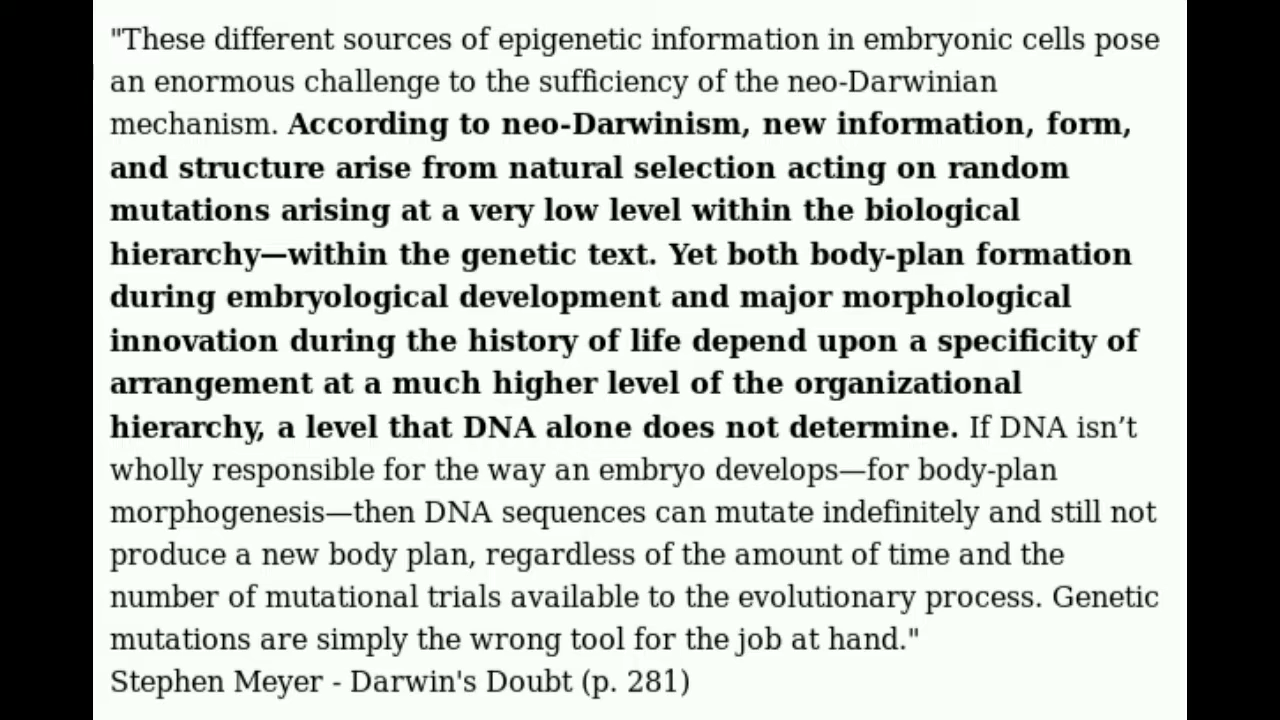 "These different sources of epigenetic information in embryonic cells pose
an enormous challenge to the sufficiency of the neo-Darwinian
mechanism. According to neo-Darwinism, new information, form,
and structure arise from natural selection acting on random
mutations arising at a very low level within the biological
hierarchy—within the genetic text. Yet both body-plan formation
during embryological development and major morphological
innovation during the history of life depend upon a specificity of
arrangement at a much higher level of the organizational
hierarchy, a level that DNA alone does not determine. If DNA isn’t
wholly responsible for the way an embryo develops—for body-plan
morphogenesis—then DNA sequences can mutate indefinitely and still not
produce a new body plan, regardless of the amount of time and the
number of mutational trials available to the evolutionary process. Genetic
mutations are simply the wrong tool for the job at hand."
Stephen Meyer - Darwin's Doubt (p. 281)